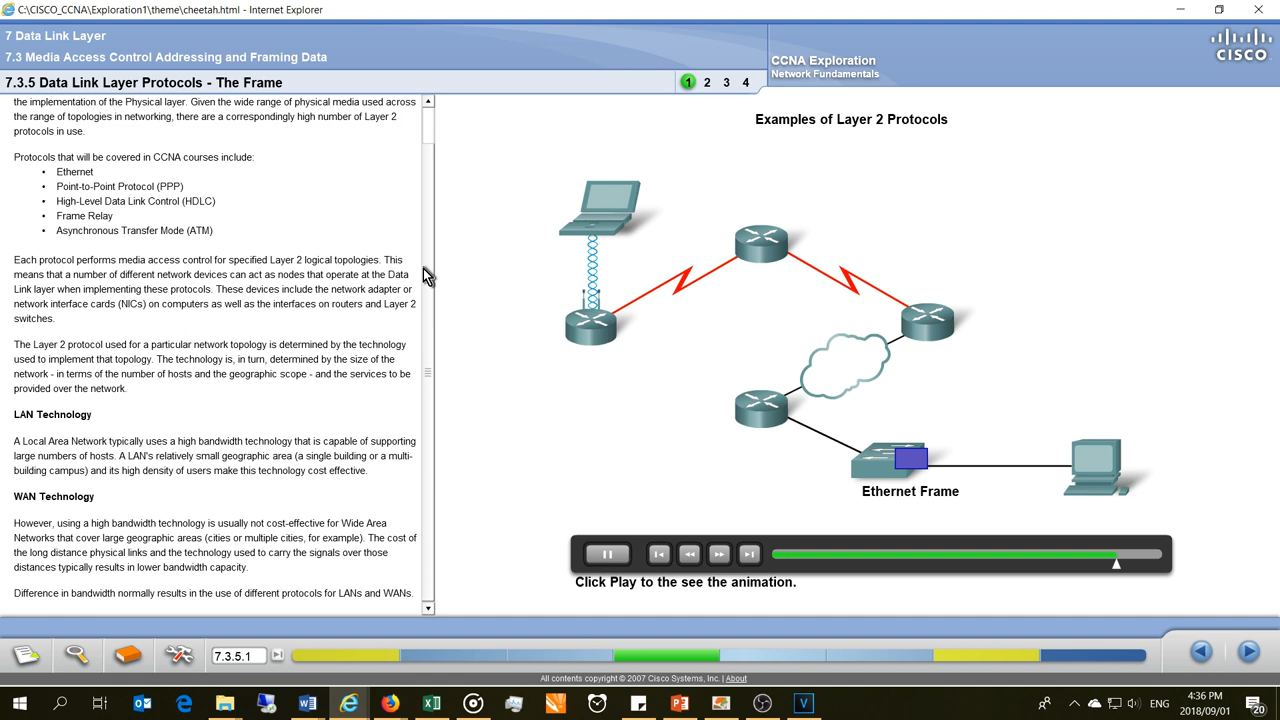 C:\CISCO_CCNA\Exploration1\theme\cheetah.html - Internet Explorer
7 Data Link Layer
7.3 Media Access Control Addressing and Framing Data
CCNA Exploration
Network Fundamentals
CISCO
7.3.5 Data Link Layer Protocols - The Frame
1 2 3 4
the implementation of the Physical layer. Given the wide range of physical media used across
the range of topologies in networking, there are a correspondingly high number of Layer 2
protocols in use.
Protocols that will be covered in CCNA courses include:
• Ethernet
• Point-to-Point Protocol (PPP)
• High-Level Data Link Control (HDLC)
• Frame Relay
• Asynchronous Transfer Mode (ATM)
Each protocol performs media access control for specified Layer 2 logical topologies. This
means that a number of different network devices can act as nodes that operate at the Data
Link layer when implementing these protocols. These devices include the network adapter or
network interface cards (NICs) on computers as well as the interfaces on routers and Layer 2
switches.
The Layer 2 protocol used for a particular network topology is determined by the technology
used to implement that topology. The technology is, in turn, determined by the size of the
network - in terms of the number of hosts and the geographic scope - and the services to be
provided over the network.
LAN Technology
A Local Area Network typically uses a high bandwidth technology that is capable of supporting
large numbers of hosts. A LAN's relatively small geographic area (a single building or a multi-
building campus) and its high density of users make this technology cost effective.
WAN Technology
However, using a high bandwidth technology is usually not cost-effective for Wide Area
Networks that cover large geographic areas (cities or multiple cities, for example). The cost of
the long distance physical links and the technology used to carry the signals over those
distances typically results in lower bandwidth capacity.
Difference in bandwidth normally results in the use of different protocols for LANs and WANs.
Examples of Layer 2 Protocols
Ethernet Frame
Click Play to the see the animation.
7.3.5.1
All contents copyright © 2007 Cisco Systems, Inc. | About
ENG
4:36 PM
2018/09/01
20